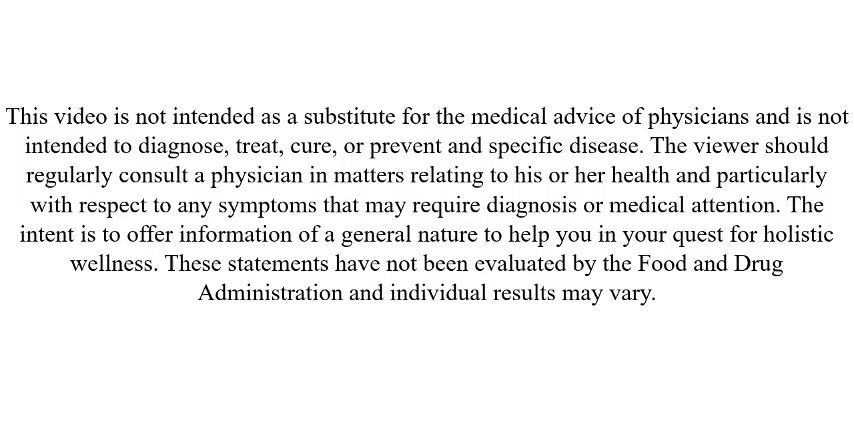 This video is not intended as a substitute for the medical advice of physicians and is not
intended to diagnose, treat, cure, or prevent and specific disease. The viewer should
regularly consult a physician in matters relating to his or her health and particularly
with respect to any symptoms that may require diagnosis or medical attention. The
intent is to offer information of a general nature to help you in your quest for holistic
wellness. These statements have not been evaluated by the Food and Drug
Administration and individual results may vary.